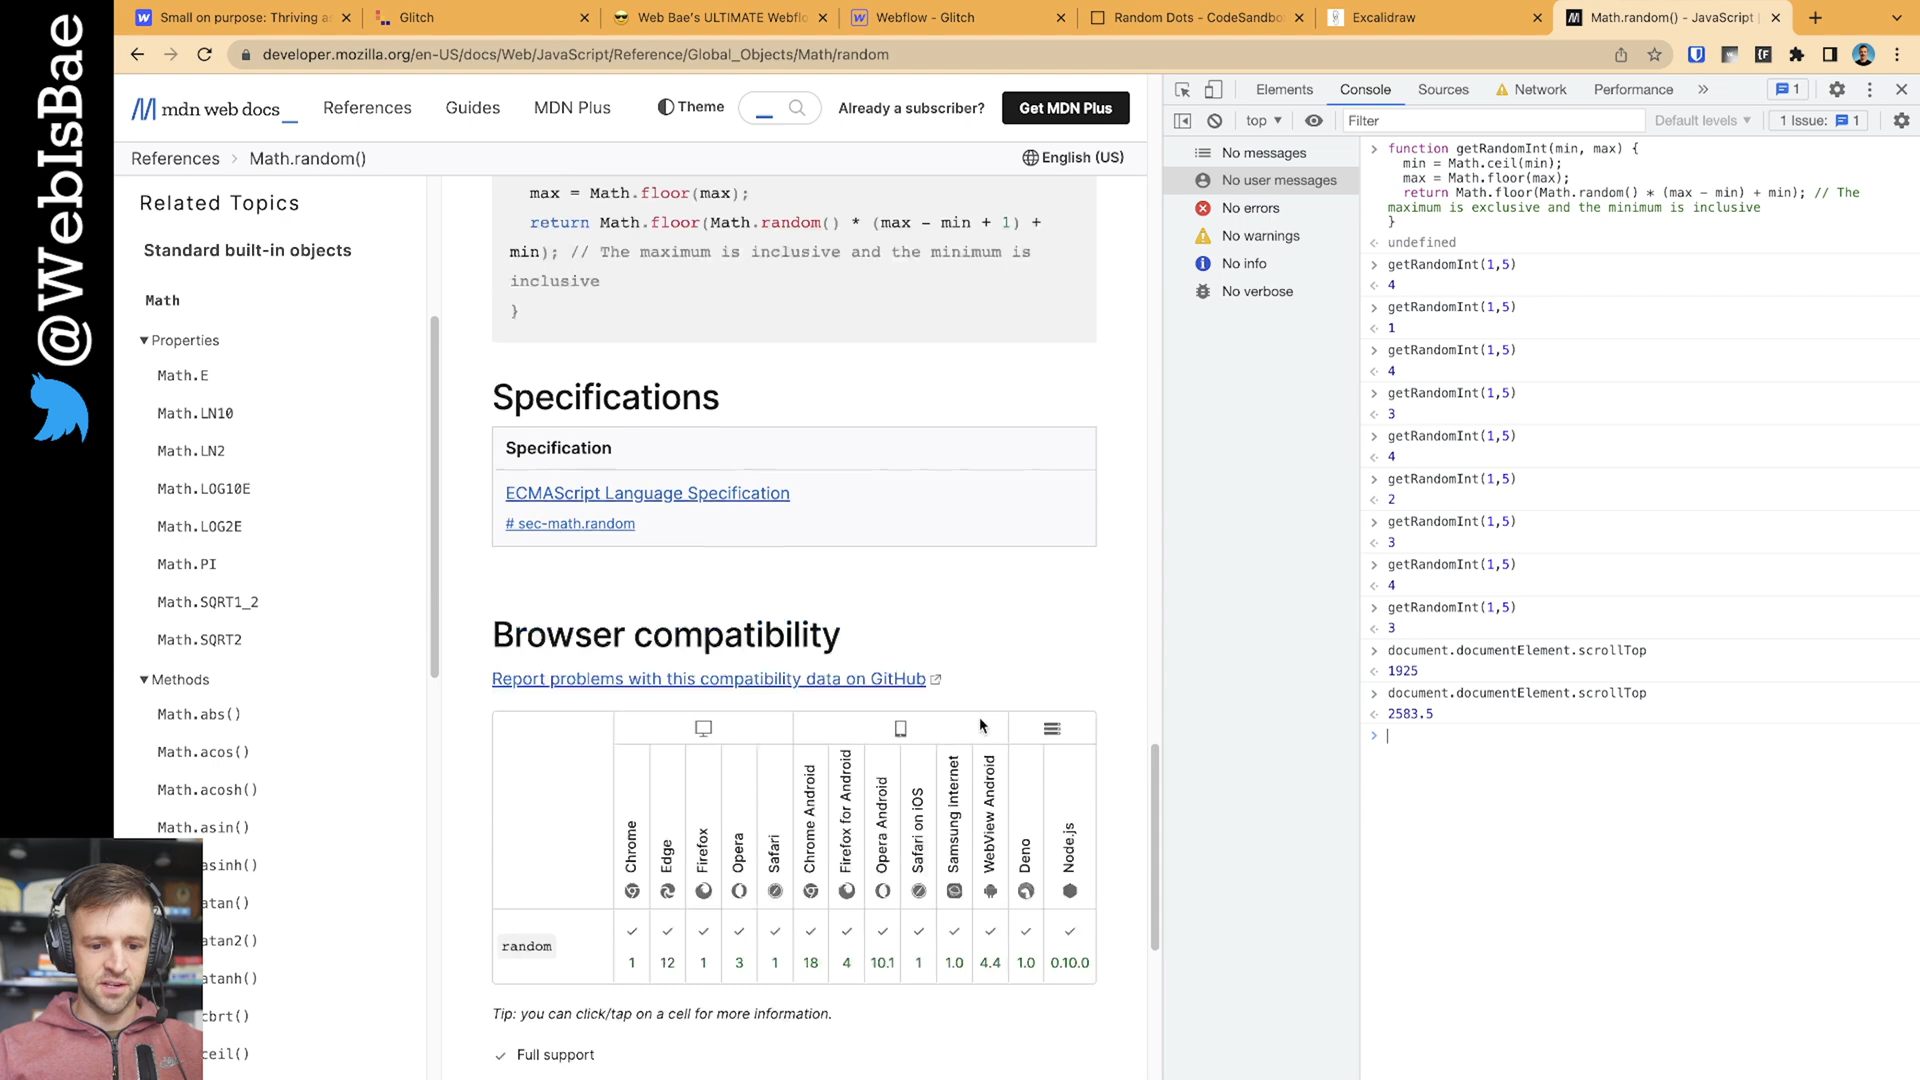 @WebIsBae
Small on purpose: Thriving a
Glitch
Web Bae's ULTIMATE Webflo
Webflow - Glitch
Random Dots - CodeSandbo
Excalidraw
Math.random() - JavaScript
developer.mozilla.org/en-US/docs/Web/JavaScript/Reference/Global_Objects/Math/random
mdn web docs_
References
Guides
MDN Plus
Theme
Already a subscriber?
Get MDN Plus
References > Math.random()
English (US)
Related Topics
Standard built-in objects
Math
Properties
Math.E
Math.LN10
Math.LN2
Math.LOG10E
Math.LOG2E
Math.PI
Math.SQRT1_2
Math.SQRT2
Methods
Math.abs()
Math.acos()
Math.acosh()
Math.asin()
asinh()
atan()
atan2()
atanh()
cbrt()
ceil()
max = Math.floor(max);
return Math.floor(Math.random() * (max - min + 1) +
min); // The maximum is inclusive and the minimum is
inclusive
}
Specifications
Specification
ECMAScript Language Specification
# sec-math.random
Browser compatibility
Report problems with this compatibility data on GitHub
Chrome
Edge
Firefox
Opera
Safari
Chrome Android
Firefox for Android
Opera Android
Safari on iOS
Samsung Internet
WebView Android
Deno
Node.js
random
1 12 1 3 1 18 4 10.1 1 1.0 4.4 1.0 0.10.0
Tip: you can click/tap on a cell for more information.
Full support
Elements
Console
Sources
Network
Performance
1
top
Filter
Default levels
1 Issue: 1
No messages
No user messages
No errors
No warnings
No info
No verbose
function getRandomInt(min, max) {
min = Math.ceil(min);
max = Math.floor(max);
return Math.floor(Math.random() * (max - min) + min); // The
maximum is exclusive and the minimum is inclusive
}
undefined
getRandomInt(1,5)
4
getRandomInt(1,5)
1
getRandomInt(1,5)
4
getRandomInt(1,5)
3
getRandomInt(1,5)
4
getRandomInt(1,5)
2
getRandomInt(1,5)
3
getRandomInt(1,5)
4
getRandomInt(1,5)
3
document.documentElement.scrollTop
1925
document.documentElement.scrollTop
2583.5